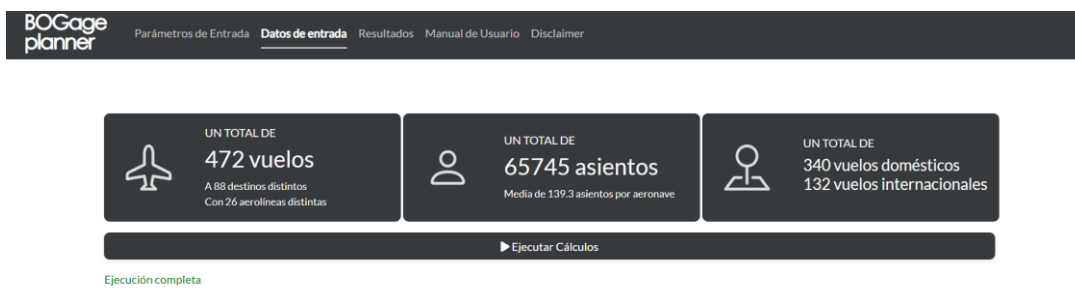 BOGage
planner
Parámetros de Entrada Datos de entrada Resultados Manual de Usuario Disclaimer
UN TOTAL DE
472 vuelos
A 88 destinos distintos
Con 26 aerolíneas distintas
UN TOTAL DE
65745 asientos
Media de 139.3 asientos por aeronave
UN TOTAL DE
340 vuelos domésticos
132 vuelos internacionales
Ejecutar Cálculos
Ejecución completa